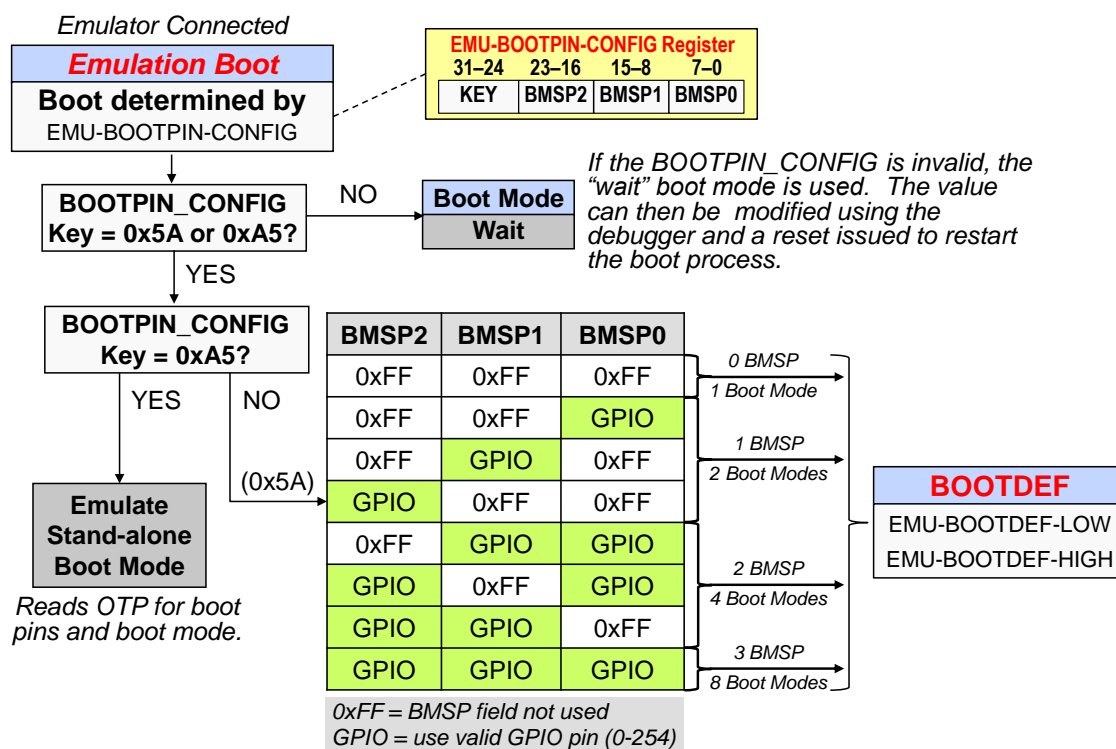 Emulator Connected
Emulation Boot
Boot determined by
EMU-BOOTPIN-CONFIG
EMU-BOOTPIN-CONFIG Register
31–24 23–16 15–8 7–0
KEY BMSP2 BMSP1 BMSP0
BOOTPIN_CONFIG
Key = 0x5A or 0xA5?
NO
Boot Mode
Wait
If the BOOTPIN_CONFIG is invalid, the
“wait” boot mode is used. The value
can then be modified using the
debugger and a reset issued to restart
the boot process.
YES
BOOTPIN_CONFIG
Key = 0xA5?
YES
NO
(0x5A)
Emulate
Stand-alone
Boot Mode
Reads OTP for boot
pins and boot mode.
BMSP2 BMSP1 BMSP0
0xFF 0xFF 0xFF
0xFF 0xFF GPIO
0xFF GPIO 0xFF
GPIO 0xFF 0xFF
0xFF GPIO GPIO
GPIO 0xFF GPIO
GPIO GPIO 0xFF
GPIO GPIO GPIO
0xFF = BMSP field not used
GPIO = use valid GPIO pin (0-254)
0 BMSP
1 Boot Mode
1 BMSP
2 Boot Modes
2 BMSP
4 Boot Modes
3 BMSP
8 Boot Modes
BOOTDEF
EMU-BOOTDEF-LOW
EMU-BOOTDEF-HIGH